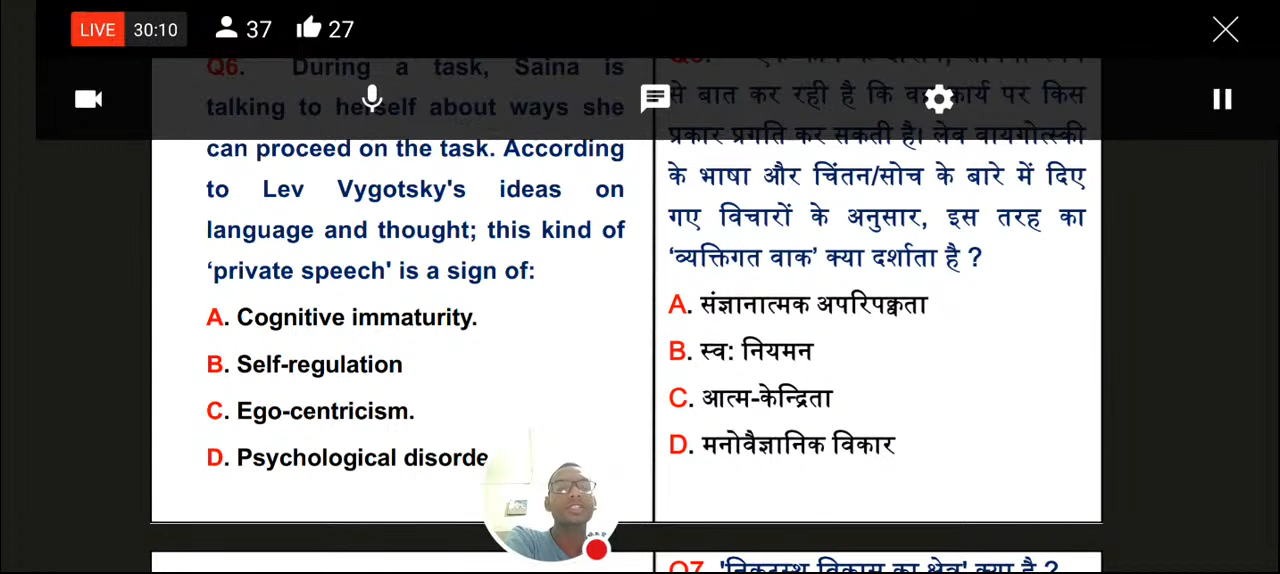 LIVE 30:10 37 27
Q6. During a task, Saina is
talking to herself about ways she
can proceed on the task. According
to Lev Vygotsky's ideas on
language and thought; this kind of
‘private speech' is a sign of:
A. Cognitive immaturity.
B. Self-regulation
C. Ego-centricism.
D. Psychological disorde
से बात कर रही है कि कार्य पर किस
प्रकार प्रगति कर सकती है। लेव वायगोत्स्की
के भाषा और चिंतन/सोच के बारे में दिए
गए विचारों के अनुसार, इस तरह का
‘व्यक्तिगत वाक’ क्या दर्शाता है ?
A. संज्ञानात्मक अपरिपक्वता
B. स्व: नियमन
C. आत्म-केन्द्रिता
D. मनोवैज्ञानिक विकार
Q7. 'निकटस्थ विकास का क्षेत्र' क्या है ?